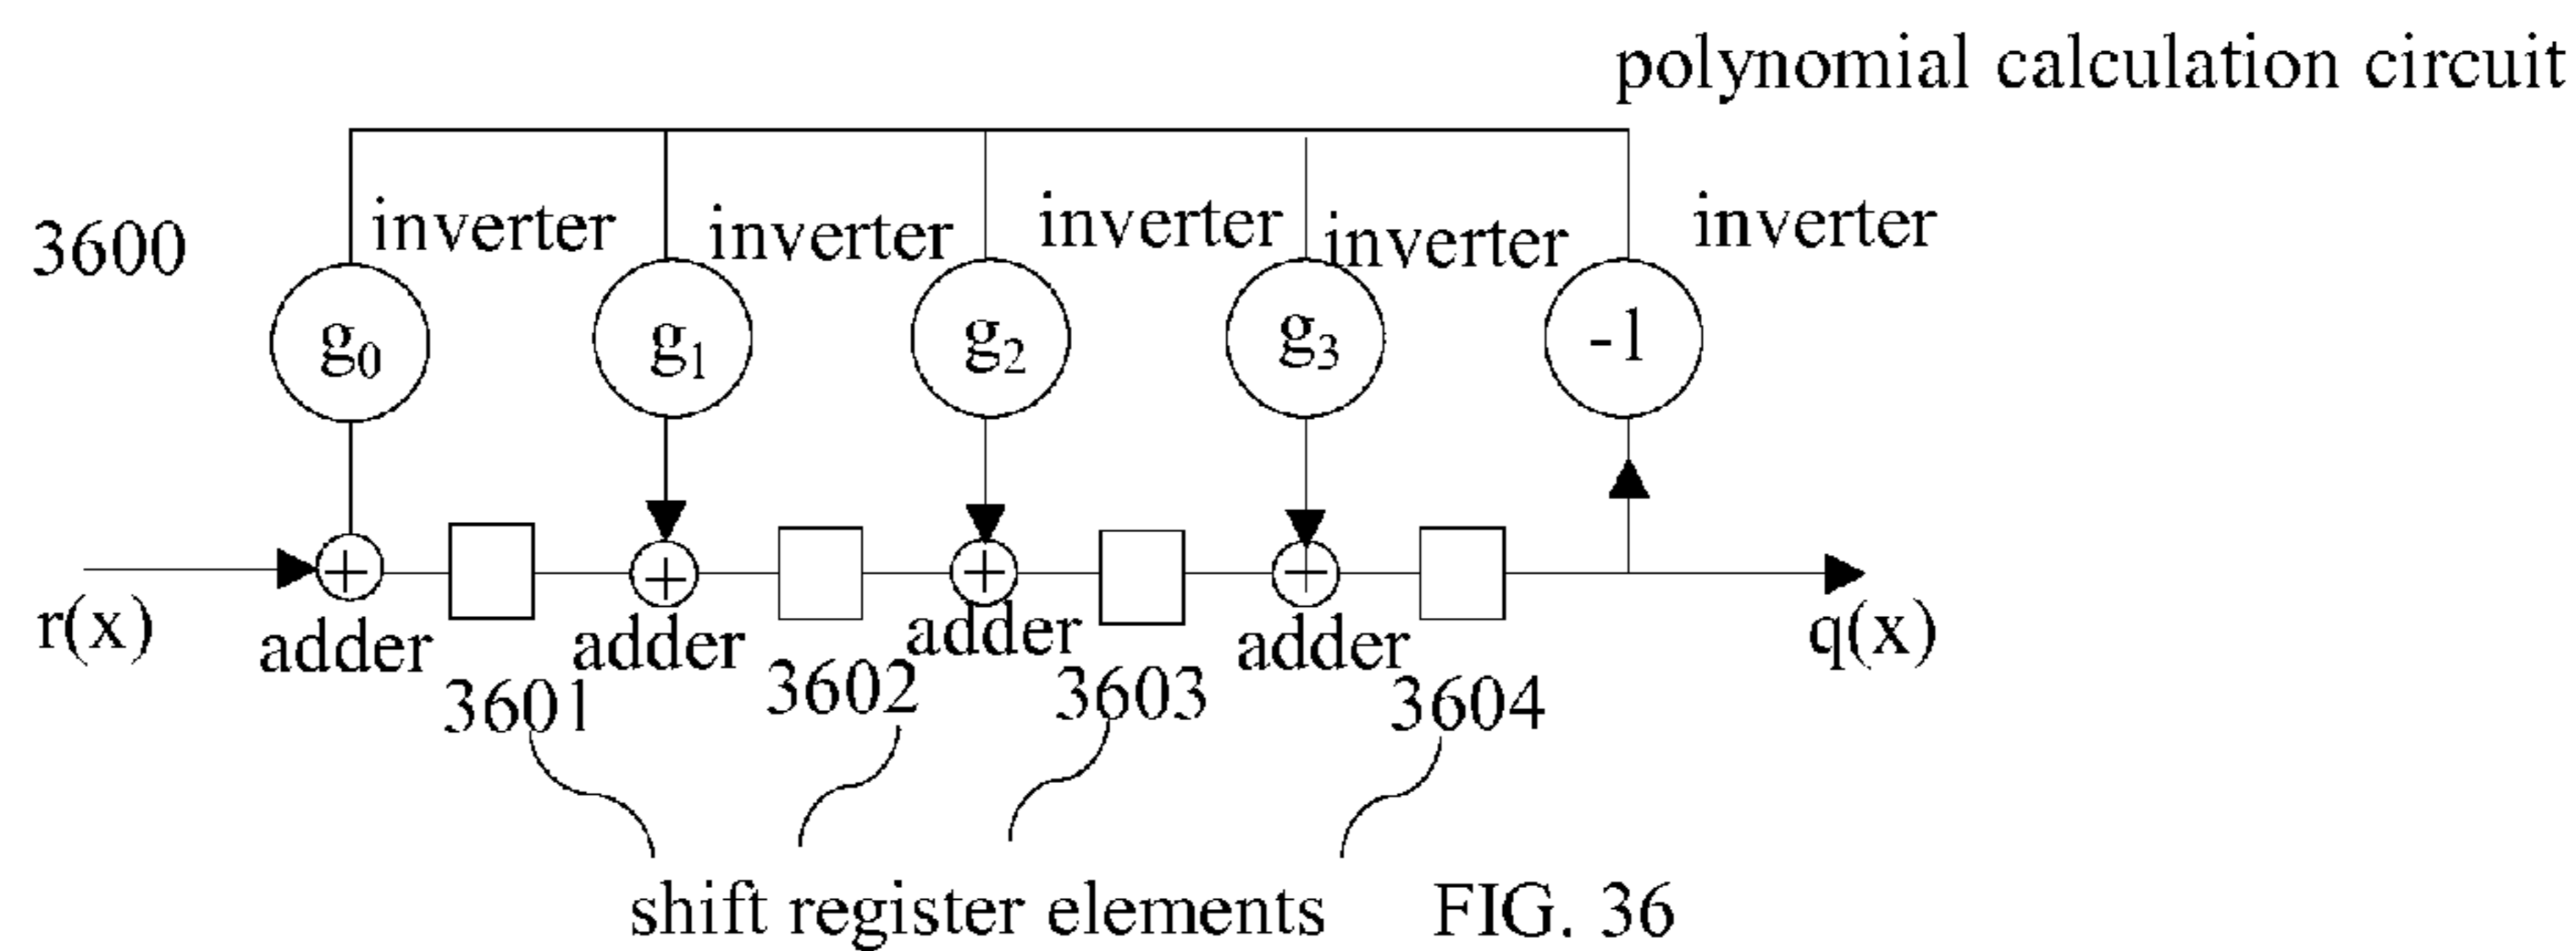 polynomial calculation circuit
3600
inverter inverter inverter inverter inverter
g₀ g₁ g₂ g₃ -1
+ + + +
r(x) adder adder adder adder q(x)
3601 3602 3603 3604
shift register elements
FIG. 36